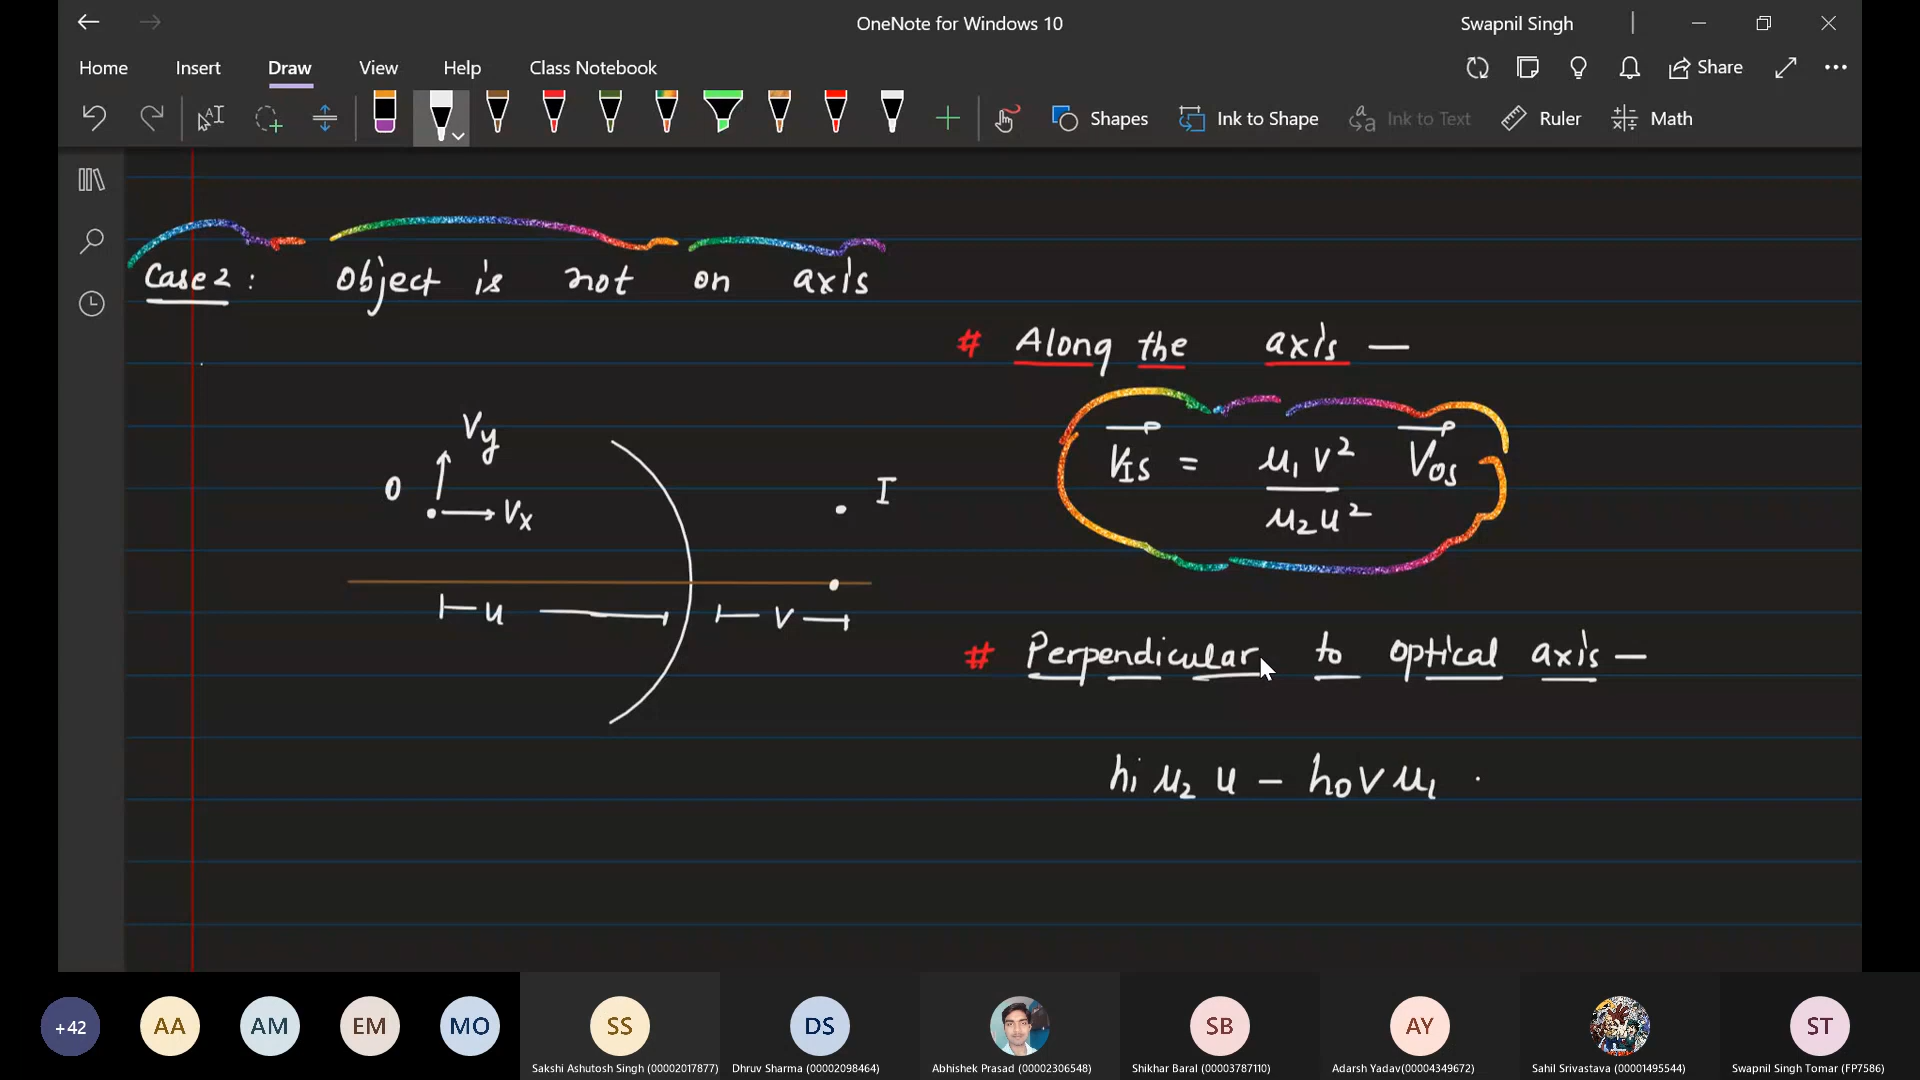 OneNote for Windows 10
Swapnil Singh
Home Insert Draw View Help Class Notebook
Share
Shapes Ink to Shape Ink to Text Ruler Math
Case 2 : Object is not on axis
# Along the axis —
Vy
O
Vx
I
V_IS = μ₁ v² / μ₂ u² V_OS
u
v
# Perpendicular to optical axis —
hi μ₂ u − h₀ v μ₁
+42 AA AM EM MO SS DS SB AY ST
Sakshi Ashutosh Singh (00002017877) Dhruv Sharma (00002098464) Abhishek Prasad (00002306548) Shikhar Baral (00003787110) Adarsh Yadav(00004349672) Sahil Srivastava (00001495544) Swapnil Singh Tomar (FP7586)